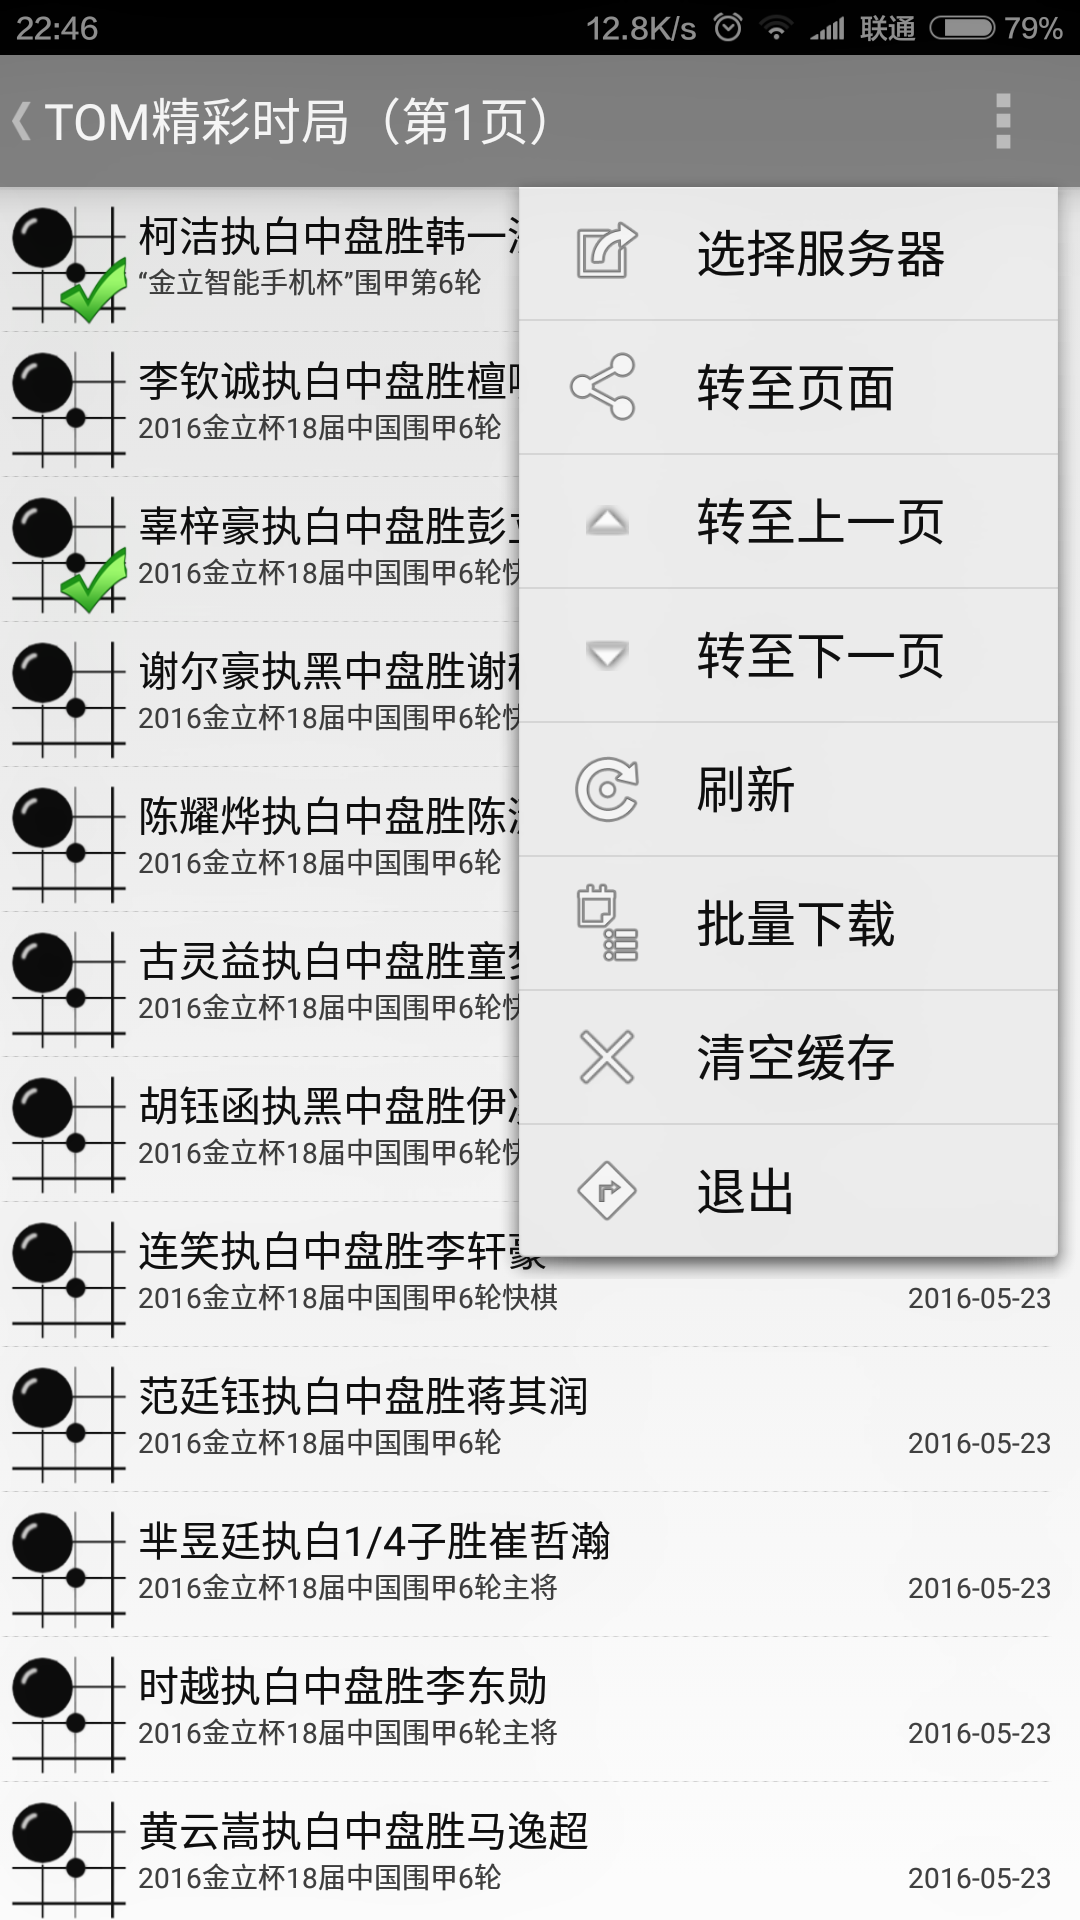 22:46 12.8K/s 联通 79%
TOM精彩时局（第1页）
柯洁执白中盘胜韩一
“金立智能手机杯”围甲第6轮
李钦诚执白中盘胜檀
2016金立杯18届中国围甲6轮
辜梓豪执白中盘胜彭
2016金立杯18届中国围甲6轮快
谢尔豪执黑中盘胜谢
2016金立杯18届中国围甲6轮快
陈耀烨执白中盘胜陈
2016金立杯18届中国围甲6轮
古灵益执白中盘胜童
2016金立杯18届中国围甲6轮快
胡钰函执黑中盘胜伊
2016金立杯18届中国围甲6轮快
连笑执白中盘胜李轩豪
2016金立杯18届中国围甲6轮快棋 2016-05-23
范廷钰执白中盘胜蒋其润
2016金立杯18届中国围甲6轮 2016-05-23
芈昱廷执白1/4子胜崔哲瀚
2016金立杯18届中国围甲6轮主将 2016-05-23
时越执白中盘胜李东勋
2016金立杯18届中国围甲6轮主将 2016-05-23
黄云嵩执白中盘胜马逸超
2016金立杯18届中国围甲6轮 2016-05-23
选择服务器
转至页面
转至上一页
转至下一页
刷新
批量下载
清空缓存
退出